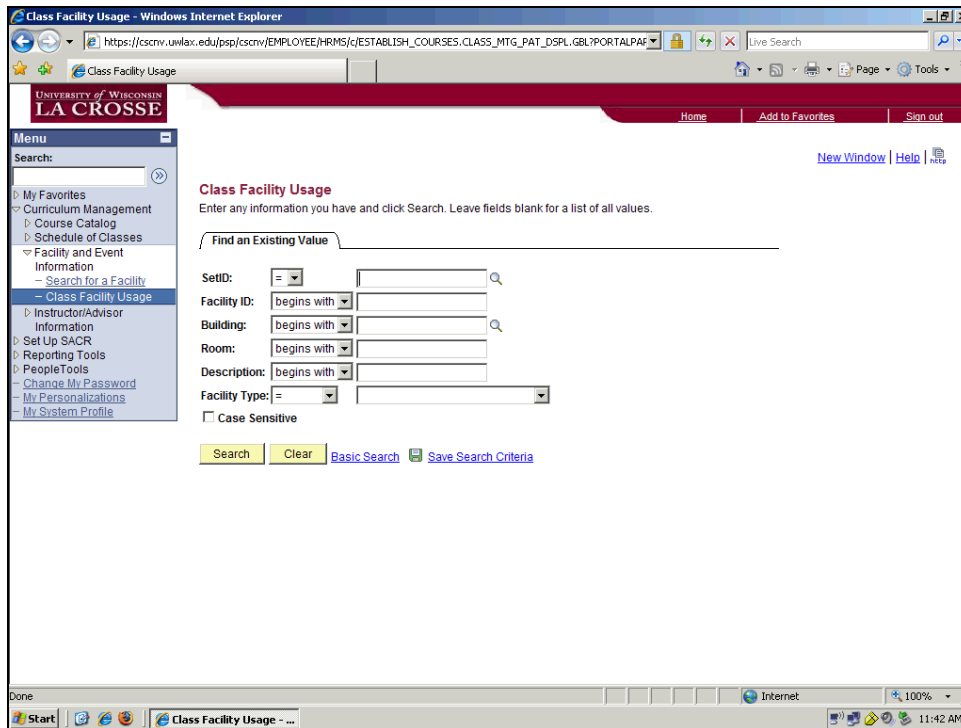 Class Facility Usage - Windows Internet Explorer
https://cscnv.uwlax.edu/psp/cscnv/EMPLOYEE/HRMS/c/ESTABLISH_COURSES.CLASS_MTG_PAT_DSPL.GBL?PORTALPAR
Live Search
Class Facility Usage
Page
Tools
UNIVERSITY of WISCONSIN
LA CROSSE
Home
Add to Favorites
Sign out
New Window | Help |
http
Menu
Search:
My Favorites
Curriculum Management
Course Catalog
Schedule of Classes
Facility and Event
Information
– Search for a Facility
– Class Facility Usage
Instructor/Advisor
Information
Set Up SACR
Reporting Tools
PeopleTools
– Change My Password
– My Personalizations
– My System Profile
Class Facility Usage
Enter any information you have and click Search. Leave fields blank for a list of all values.
Find an Existing Value
SetID: =
Facility ID: begins with
Building: begins with
Room: begins with
Description: begins with
Facility Type: =
Case Sensitive
Search Clear Basic Search Save Search Criteria
Done
Internet
100%
Start
Class Facility Usage - ...
11:42 AM